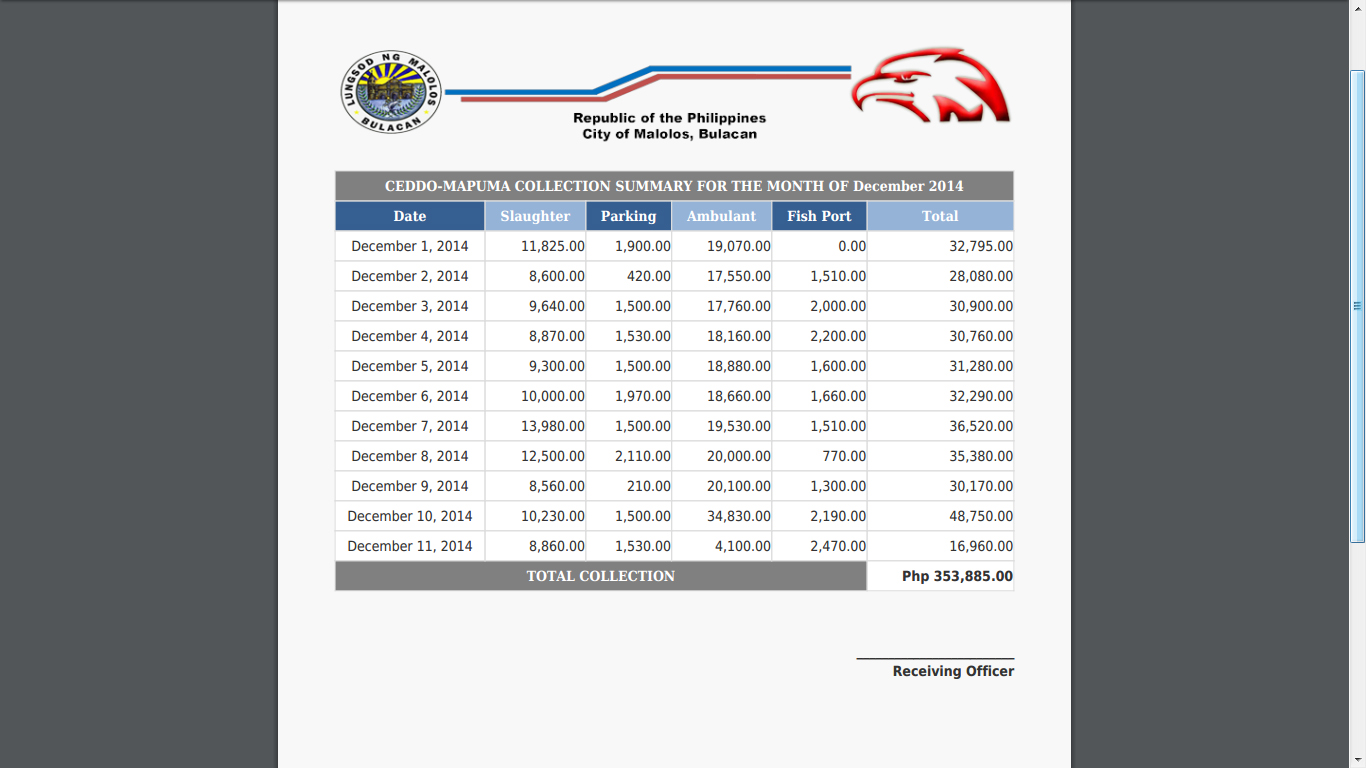 LUNGSOD NG MALOLOS
BULACAN
Republic of the Philippines
City of Malolos, Bulacan
CEDDO-MAPUMA COLLECTION SUMMARY FOR THE MONTH OF December 2014
Date Slaughter Parking Ambulant Fish Port Total
December 1, 2014 11,825.00 1,900.00 19,070.00 0.00 32,795.00
December 2, 2014 8,600.00 420.00 17,550.00 1,510.00 28,080.00
December 3, 2014 9,640.00 1,500.00 17,760.00 2,000.00 30,900.00
December 4, 2014 8,870.00 1,530.00 18,160.00 2,200.00 30,760.00
December 5, 2014 9,300.00 1,500.00 18,880.00 1,600.00 31,280.00
December 6, 2014 10,000.00 1,970.00 18,660.00 1,660.00 32,290.00
December 7, 2014 13,980.00 1,500.00 19,530.00 1,510.00 36,520.00
December 8, 2014 12,500.00 2,110.00 20,000.00 770.00 35,380.00
December 9, 2014 8,560.00 210.00 20,100.00 1,300.00 30,170.00
December 10, 2014 10,230.00 1,500.00 34,830.00 2,190.00 48,750.00
December 11, 2014 8,860.00 1,530.00 4,100.00 2,470.00 16,960.00
TOTAL COLLECTION Php 353,885.00
Receiving Officer